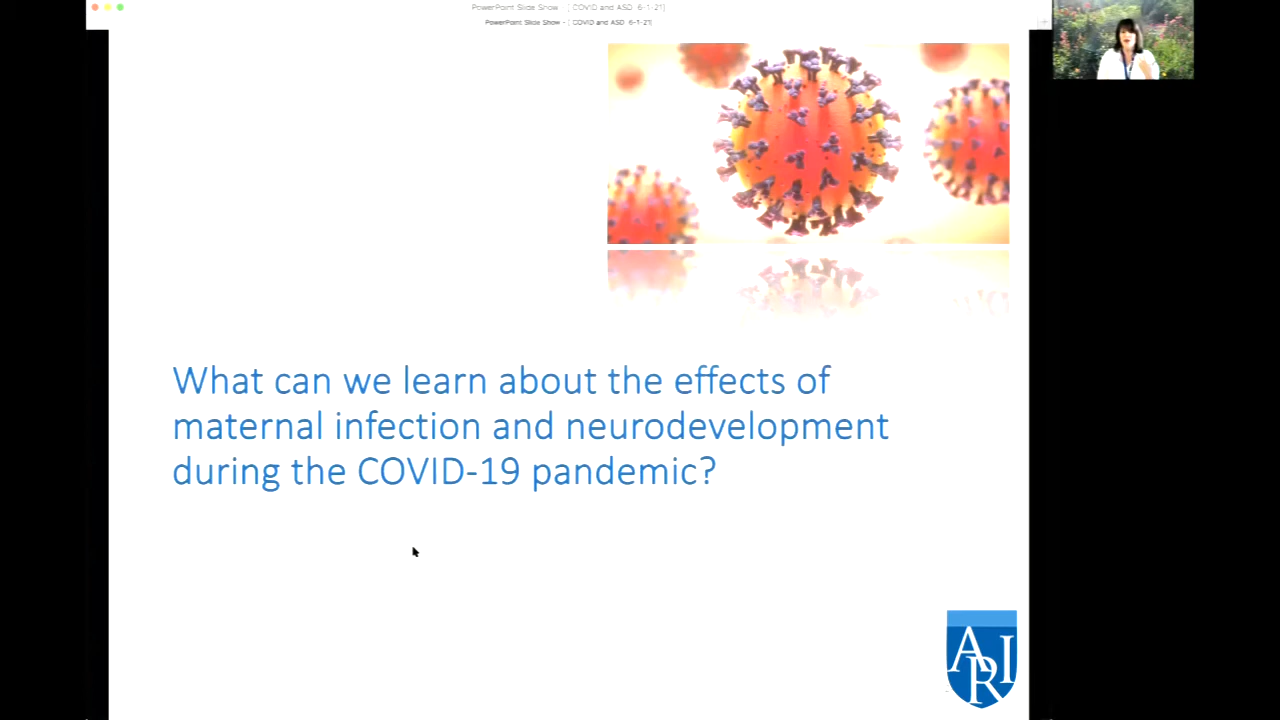 PowerPoint Slide Show - [ COVID and ASD 6-1-21]
PowerPoint Slide Show - [ COVID and ASD 6-1-21]
What can we learn about the effects of
maternal infection and neurodevelopment
during the COVID-19 pandemic?
ARI